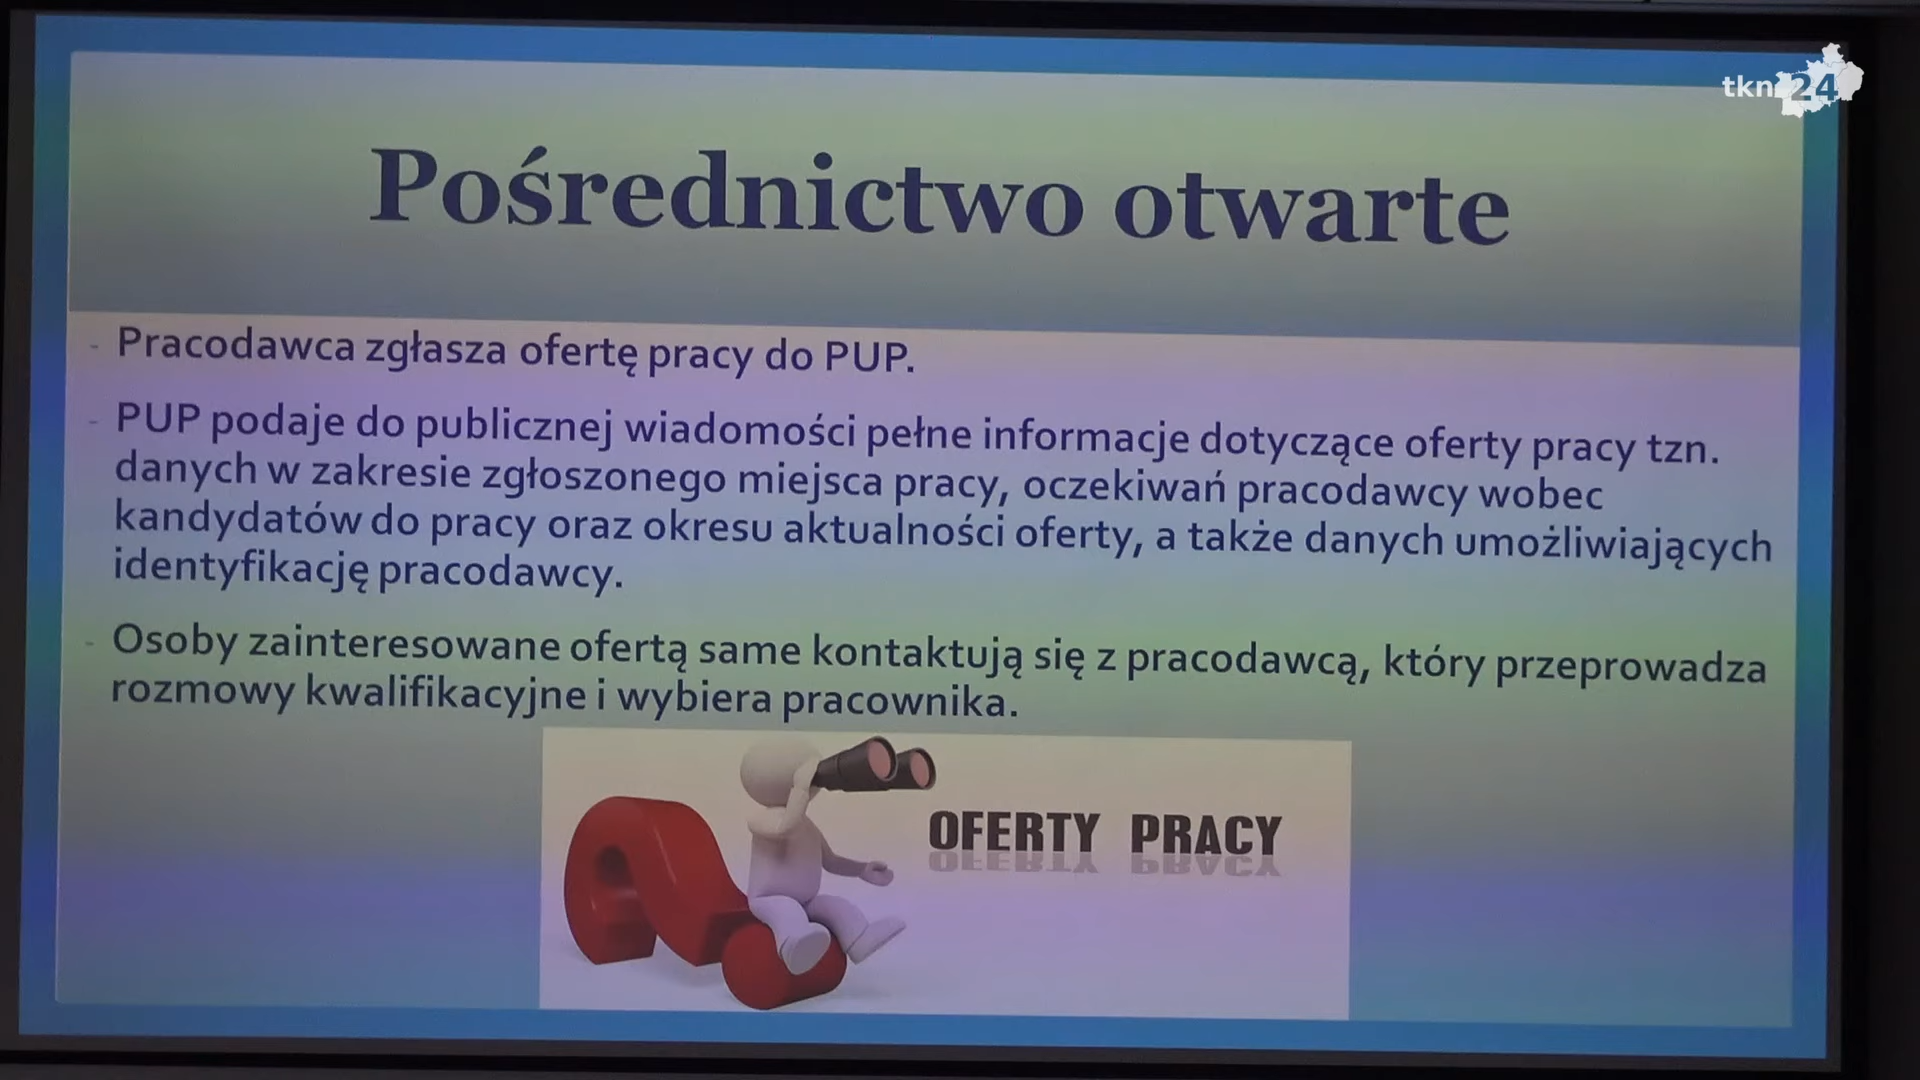 tkn 24
Pośrednictwo otwarte
- Pracodawca zgłasza ofertę pracy do PUP.
- PUP podaje do publicznej wiadomości pełne informacje dotyczące oferty pracy tzn.
danych w zakresie zgłoszonego miejsca pracy, oczekiwań pracodawcy wobec
kandydatów do pracy oraz okresu aktualności oferty, a także danych umożliwiających
identyfikację pracodawcy.
- Osoby zainteresowane ofertą same kontaktują się z pracodawcą, który przeprowadza
rozmowy kwalifikacyjne i wybiera pracownika.
OFERTY PRACY